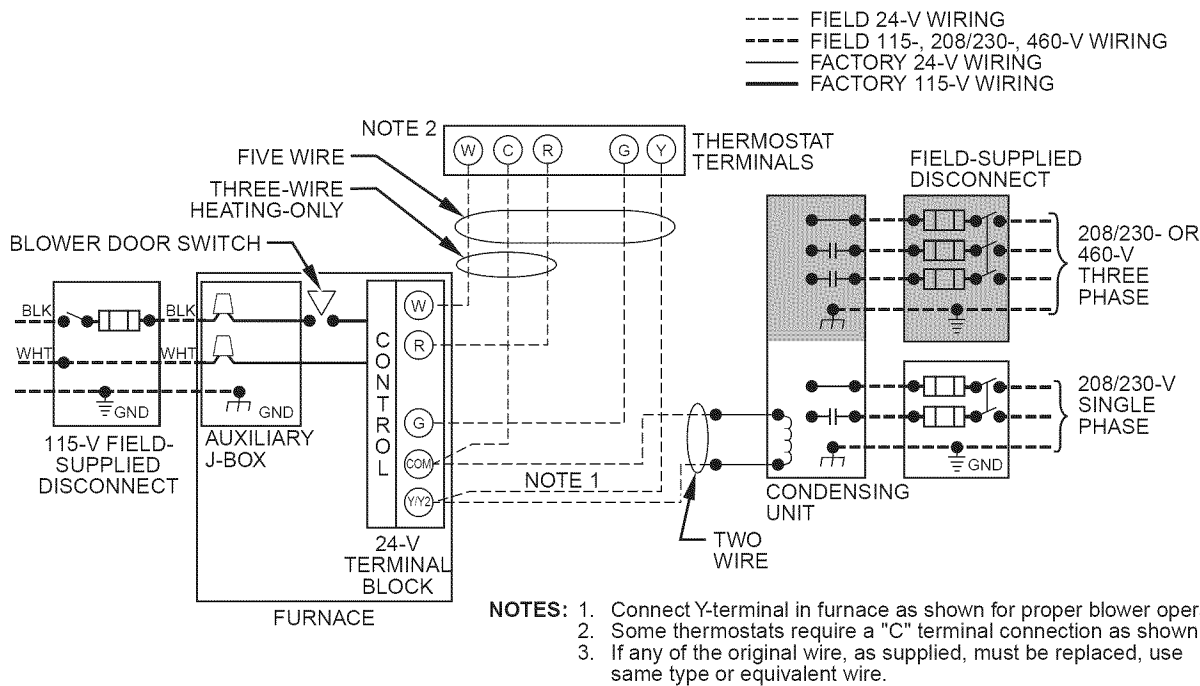 FIELD 24-V WIRING
FIELD 115-, 208/230-, 460-V WIRING
FACTORY 24-V WIRING
FACTORY 115-V WIRING
NOTE 2
W C R G Y
THERMOSTAT
TERMINALS
FIVE WIRE
THREE-WIRE
HEATING-ONLY
BLOWER DOOR SWITCH
FIELD-SUPPLIED
DISCONNECT
208/230- OR
460-V
THREE
PHASE
BLK
BLK
WHT
WHT
GND
GND
115-V FIELD-
SUPPLIED
DISCONNECT
AUXILIARY
J-BOX
CONTROL
W
R
G
COM
Y/Y2
24-V
TERMINAL
BLOCK
FURNACE
NOTE 1
TWO
WIRE
CONDENSING
UNIT
GND
208/230-V
SINGLE
PHASE
NOTES: 1. Connect Y-terminal in furnace as shown for proper blower oper
2. Some thermostats require a "C" terminal connection as shown
3. If any of the original wire, as supplied, must be replaced, use
same type or equivalent wire.